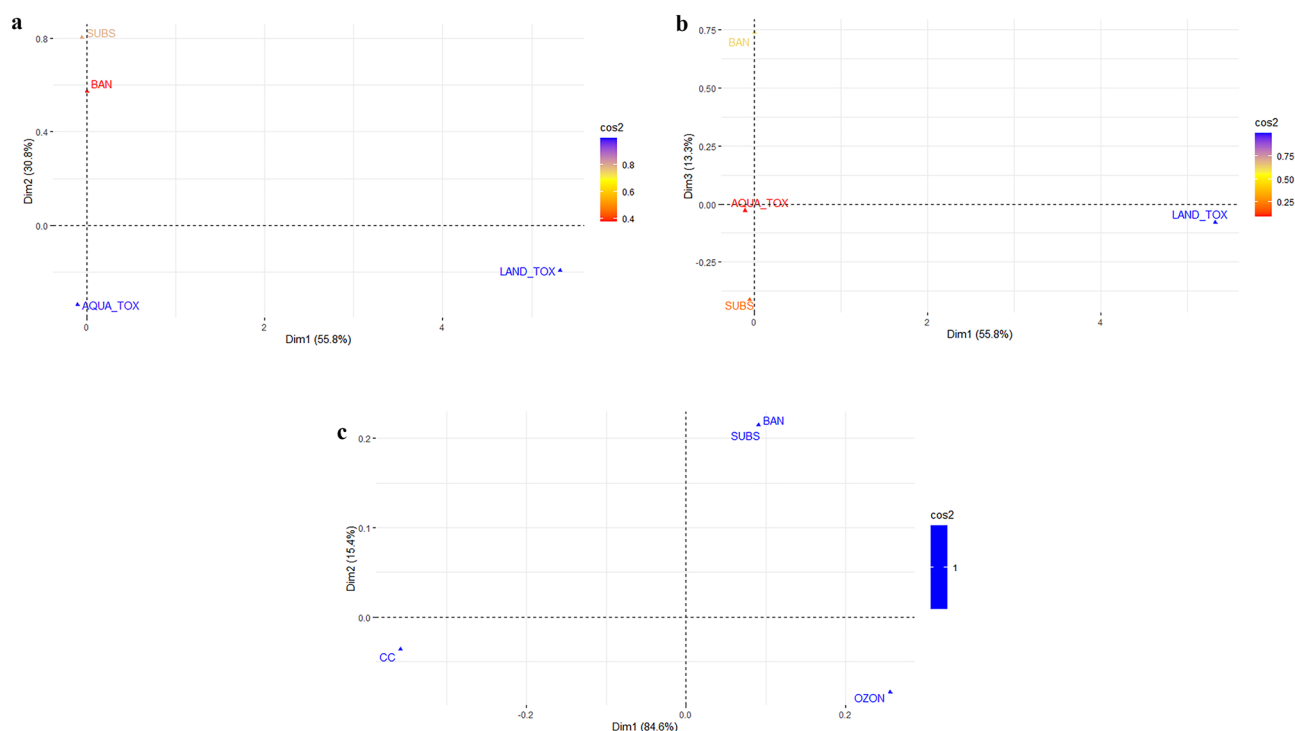 a
SUBS
0.8
BAN
0.4
0.0
LAND_TOX
AQUA_TOX
0
2
4
Dim1 (55.8%)
Dim2 (30.8%)
cos2
0.8
0.6
0.4
b
0.75
BAN
0.50
0.25
AQUA_TOX
0.00
LAND_TOX
-0.25
SUBS
0
2
4
Dim1 (55.8%)
Dim3 (13.3%)
cos2
0.75
0.50
0.25
c
BAN
0.2
SUBS
0.1
0.0
CC
OZON
-0.2
0.0
0.2
Dim1 (84.6%)
Dim2 (15.4%)
cos2
1